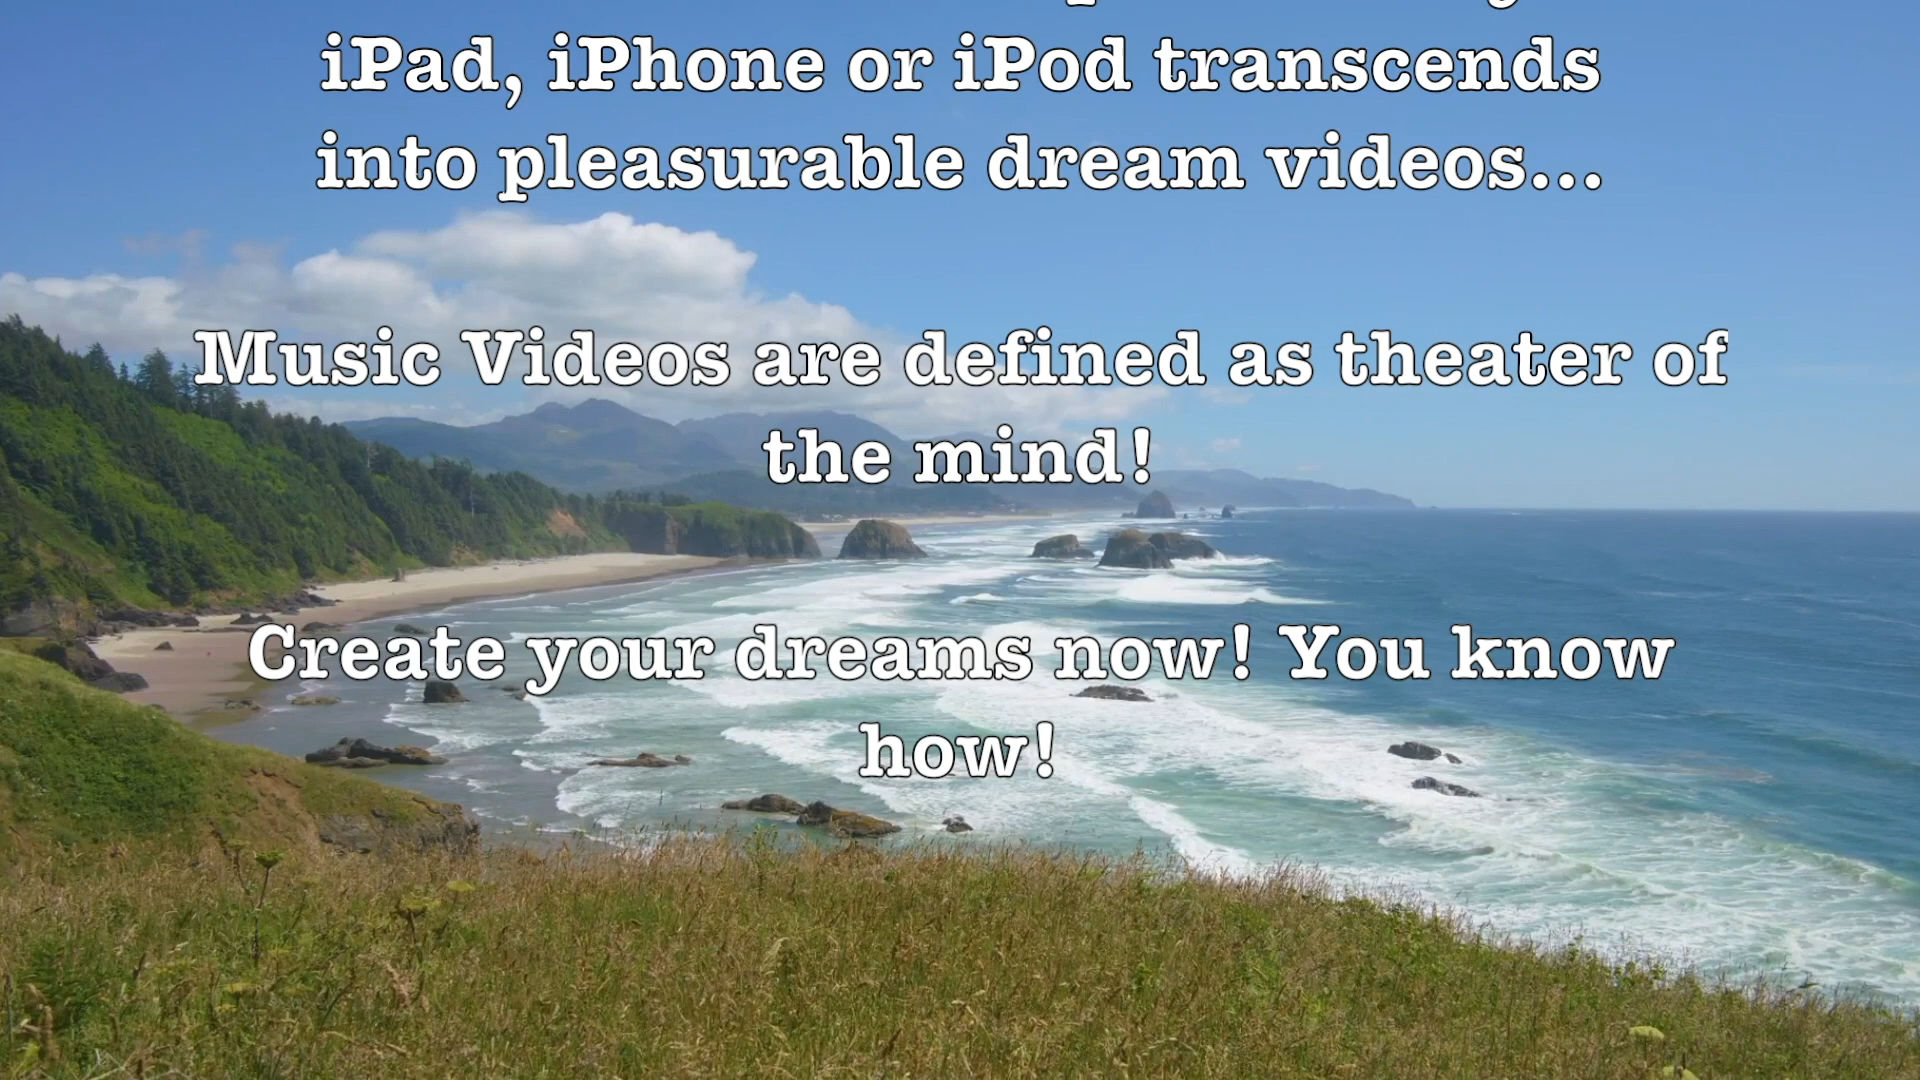 iPad, iPhone or iPod transcends
into pleasurable dream videos...
Music Videos are defined as theater of
the mind!
Create your dreams now! You know
how!